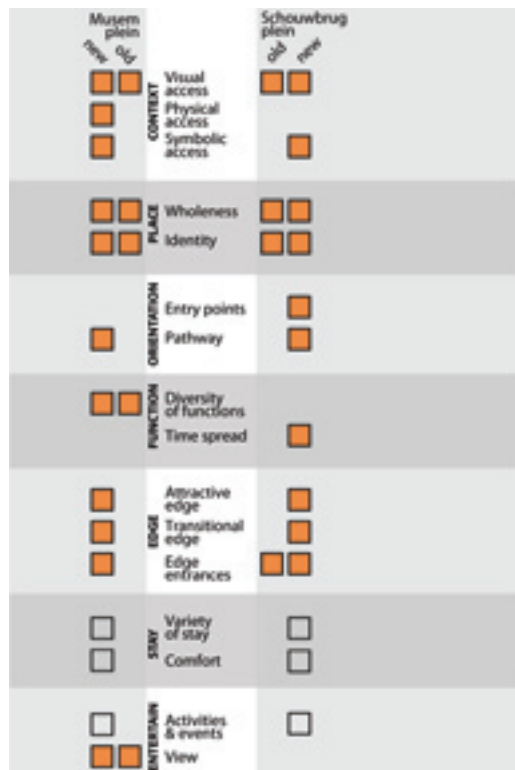 Musem
plein
Schouwbrug
plein
new
old
old
new
CONTEXT
Visual
access
Physical
access
Symbolic
access
PLACE
Wholeness
Identity
ORIENTATION
Entry points
Pathway
FUNCTION
Diversity
of functions
Time spread
EDGE
Attractive
edge
Transitional
edge
Edge
entrances
STAY
Variety
of stay
Comfort
ENTERTAIN
Activities
& events
View